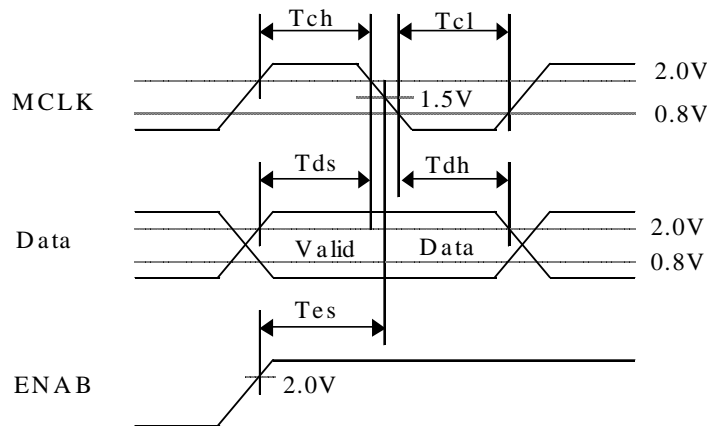 Tch Tcl
MCLK 2.0V
1.5V
0.8V
Tds Tdh
Data 2.0V
Valid Data
0.8V
Tes
ENAB 2.0V